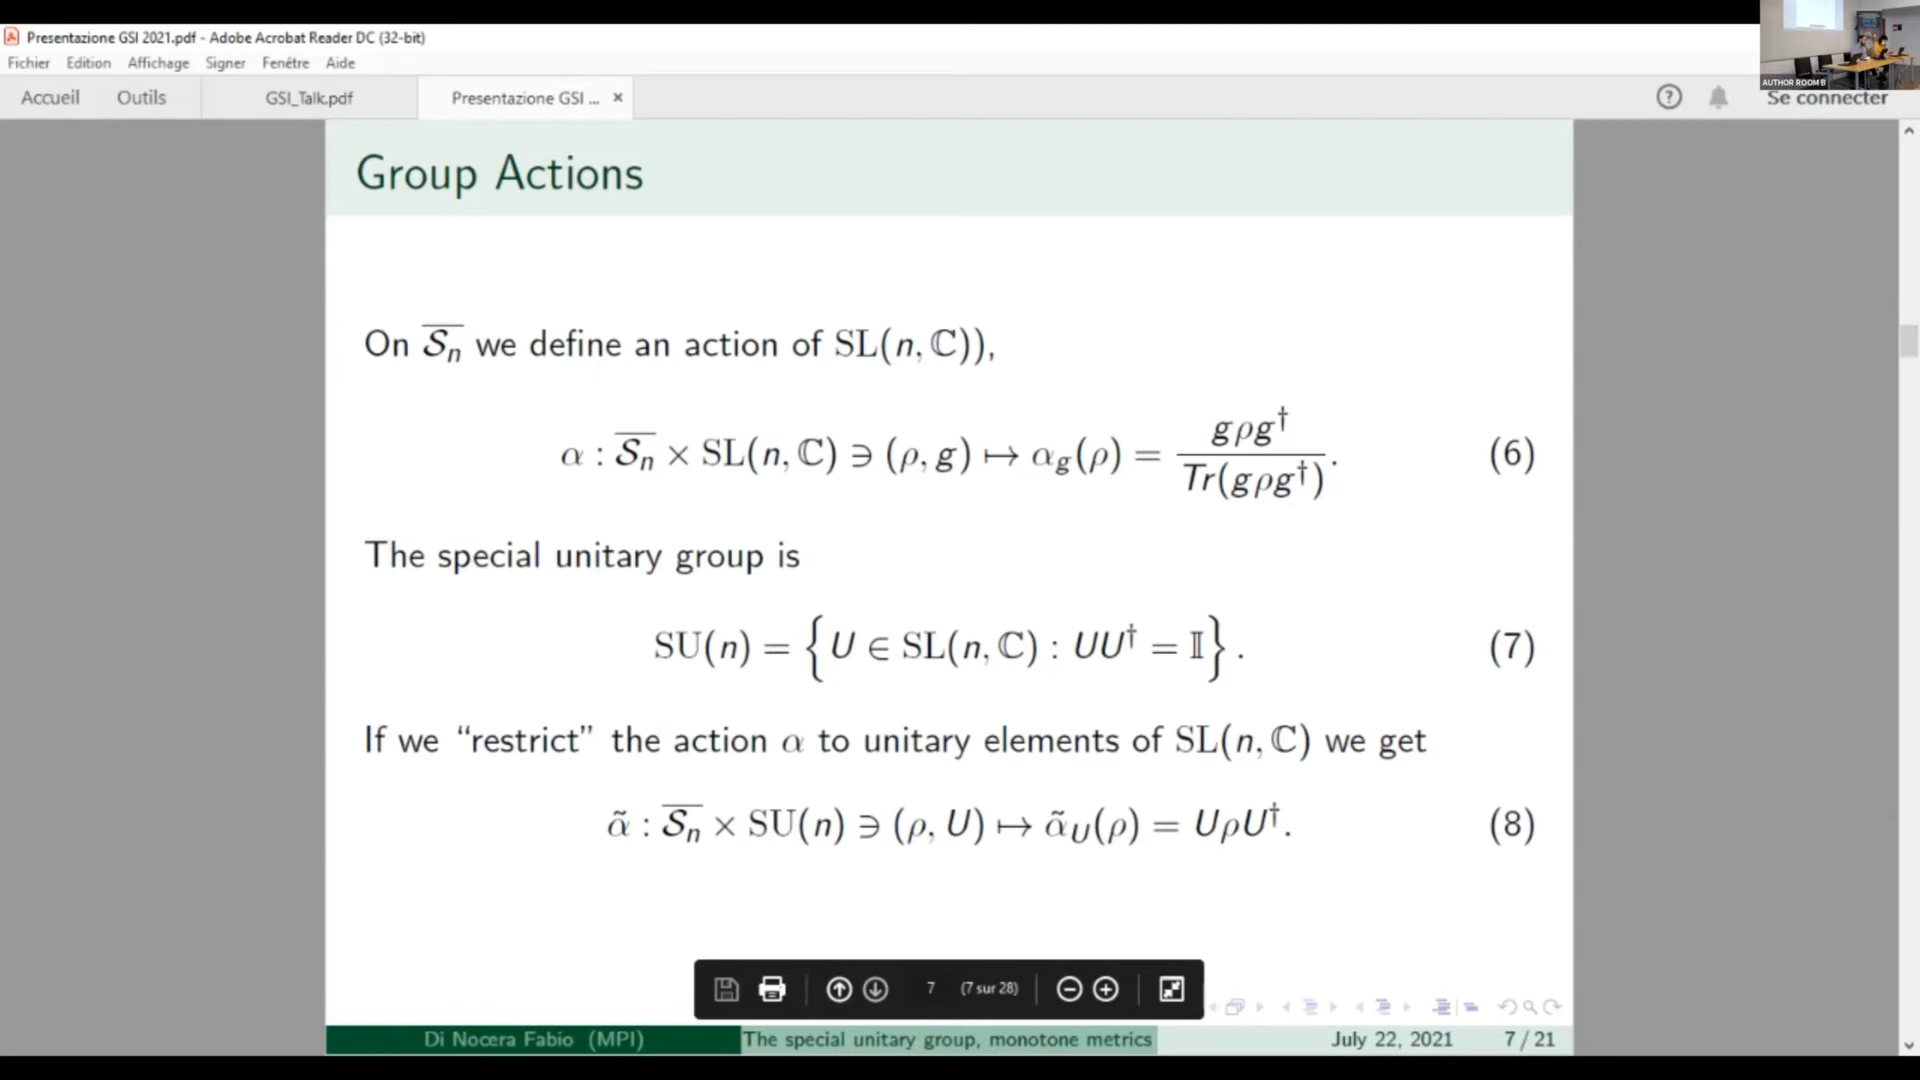 Presentazione GSI 2021.pdf - Adobe Acrobat Reader DC (32-bit)
Fichier Edition Affichage Signer Fenêtre Aide
Accueil Outils GSI_Talk.pdf Presentazione GSI ... × Se connecter
AUTHOR ROOM B
Group Actions
On $\overline{\mathcal{S}_n}$ we define an action of SL(n, ℂ)),
$\alpha : \overline{\mathcal{S}_n} \times \mathrm{SL}(n, \mathbb{C}) \ni (\rho, g) \mapsto \alpha_g(\rho) = \frac{g\rho g^\dagger}{Tr(g\rho g^\dagger)}.$ (6)
The special unitary group is
$\mathrm{SU}(n) = \left\{ U \in \mathrm{SL}(n, \mathbb{C}) : UU^\dagger = \mathbb{I} \right\}.$ (7)
If we “restrict” the action α to unitary elements of SL(n, ℂ) we get
$\tilde{\alpha} : \overline{\mathcal{S}_n} \times \mathrm{SU}(n) \ni (\rho, U) \mapsto \tilde{\alpha}_U(\rho) = U\rho U^\dagger.$ (8)
7 (7 sur 28)
Di Nocera Fabio (MPI) The special unitary group, monotone metrics July 22, 2021 7 / 21